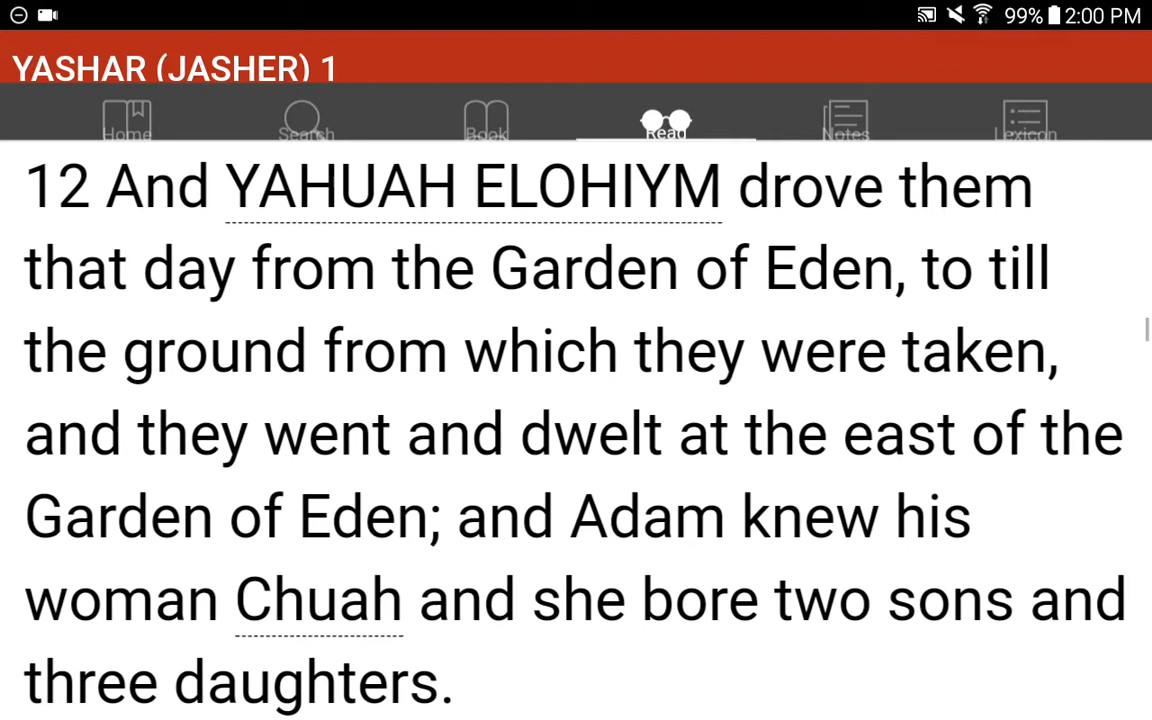 99% 2:00 PM
YASHAR (JASHER) 1
Home Search Book Read Notes Lexicon
12 And YAHUAH ELOHIYM drove them
that day from the Garden of Eden, to till
the ground from which they were taken,
and they went and dwelt at the east of the
Garden of Eden; and Adam knew his
woman Chuah and she bore two sons and
three daughters.